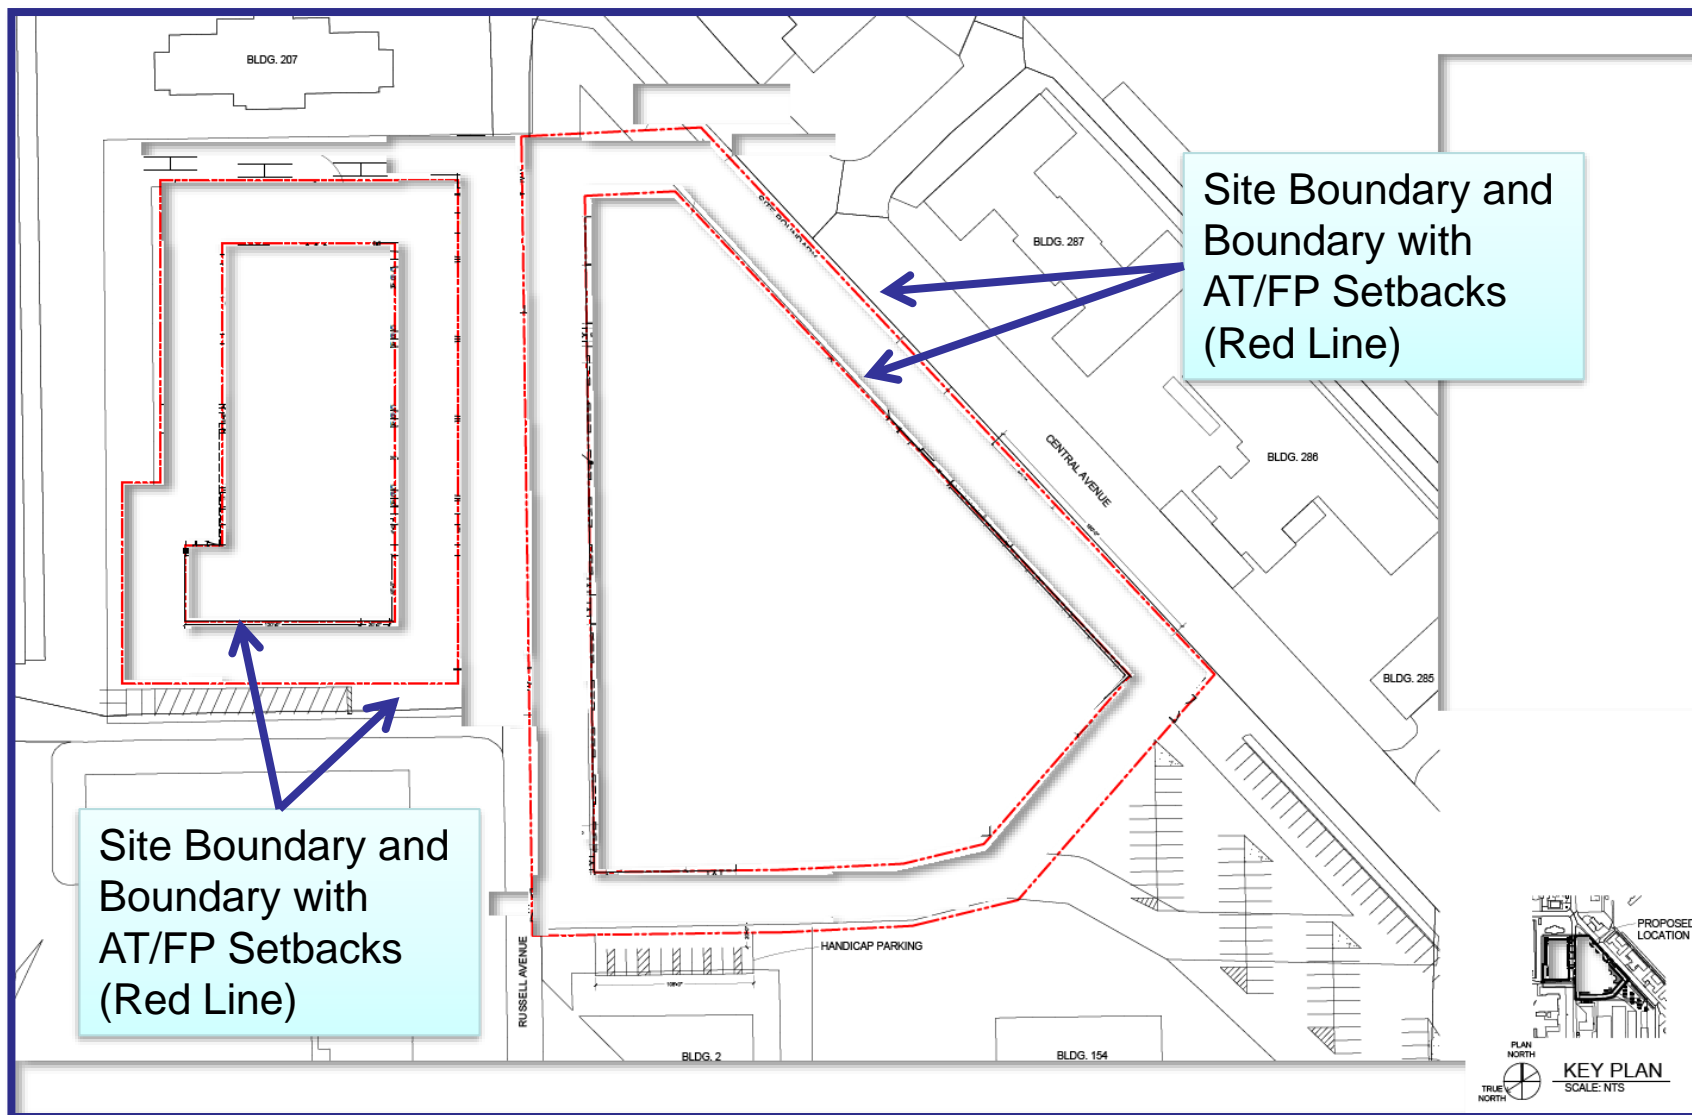 BLDG. 207
SITE BOUNDARY
BLDG. 287
Site Boundary and
Boundary with
AT/FP Setbacks
(Red Line)
CENTRAL AVENUE
BLDG. 286
BLDG. 285
Site Boundary and
Boundary with
AT/FP Setbacks
(Red Line)
RUSSELL AVENUE
HANDICAP PARKING
BLDG. 2
BLDG. 154
PROPOSED
LOCATION
PLAN
NORTH
TRUE
NORTH
KEY PLAN
SCALE: NTS